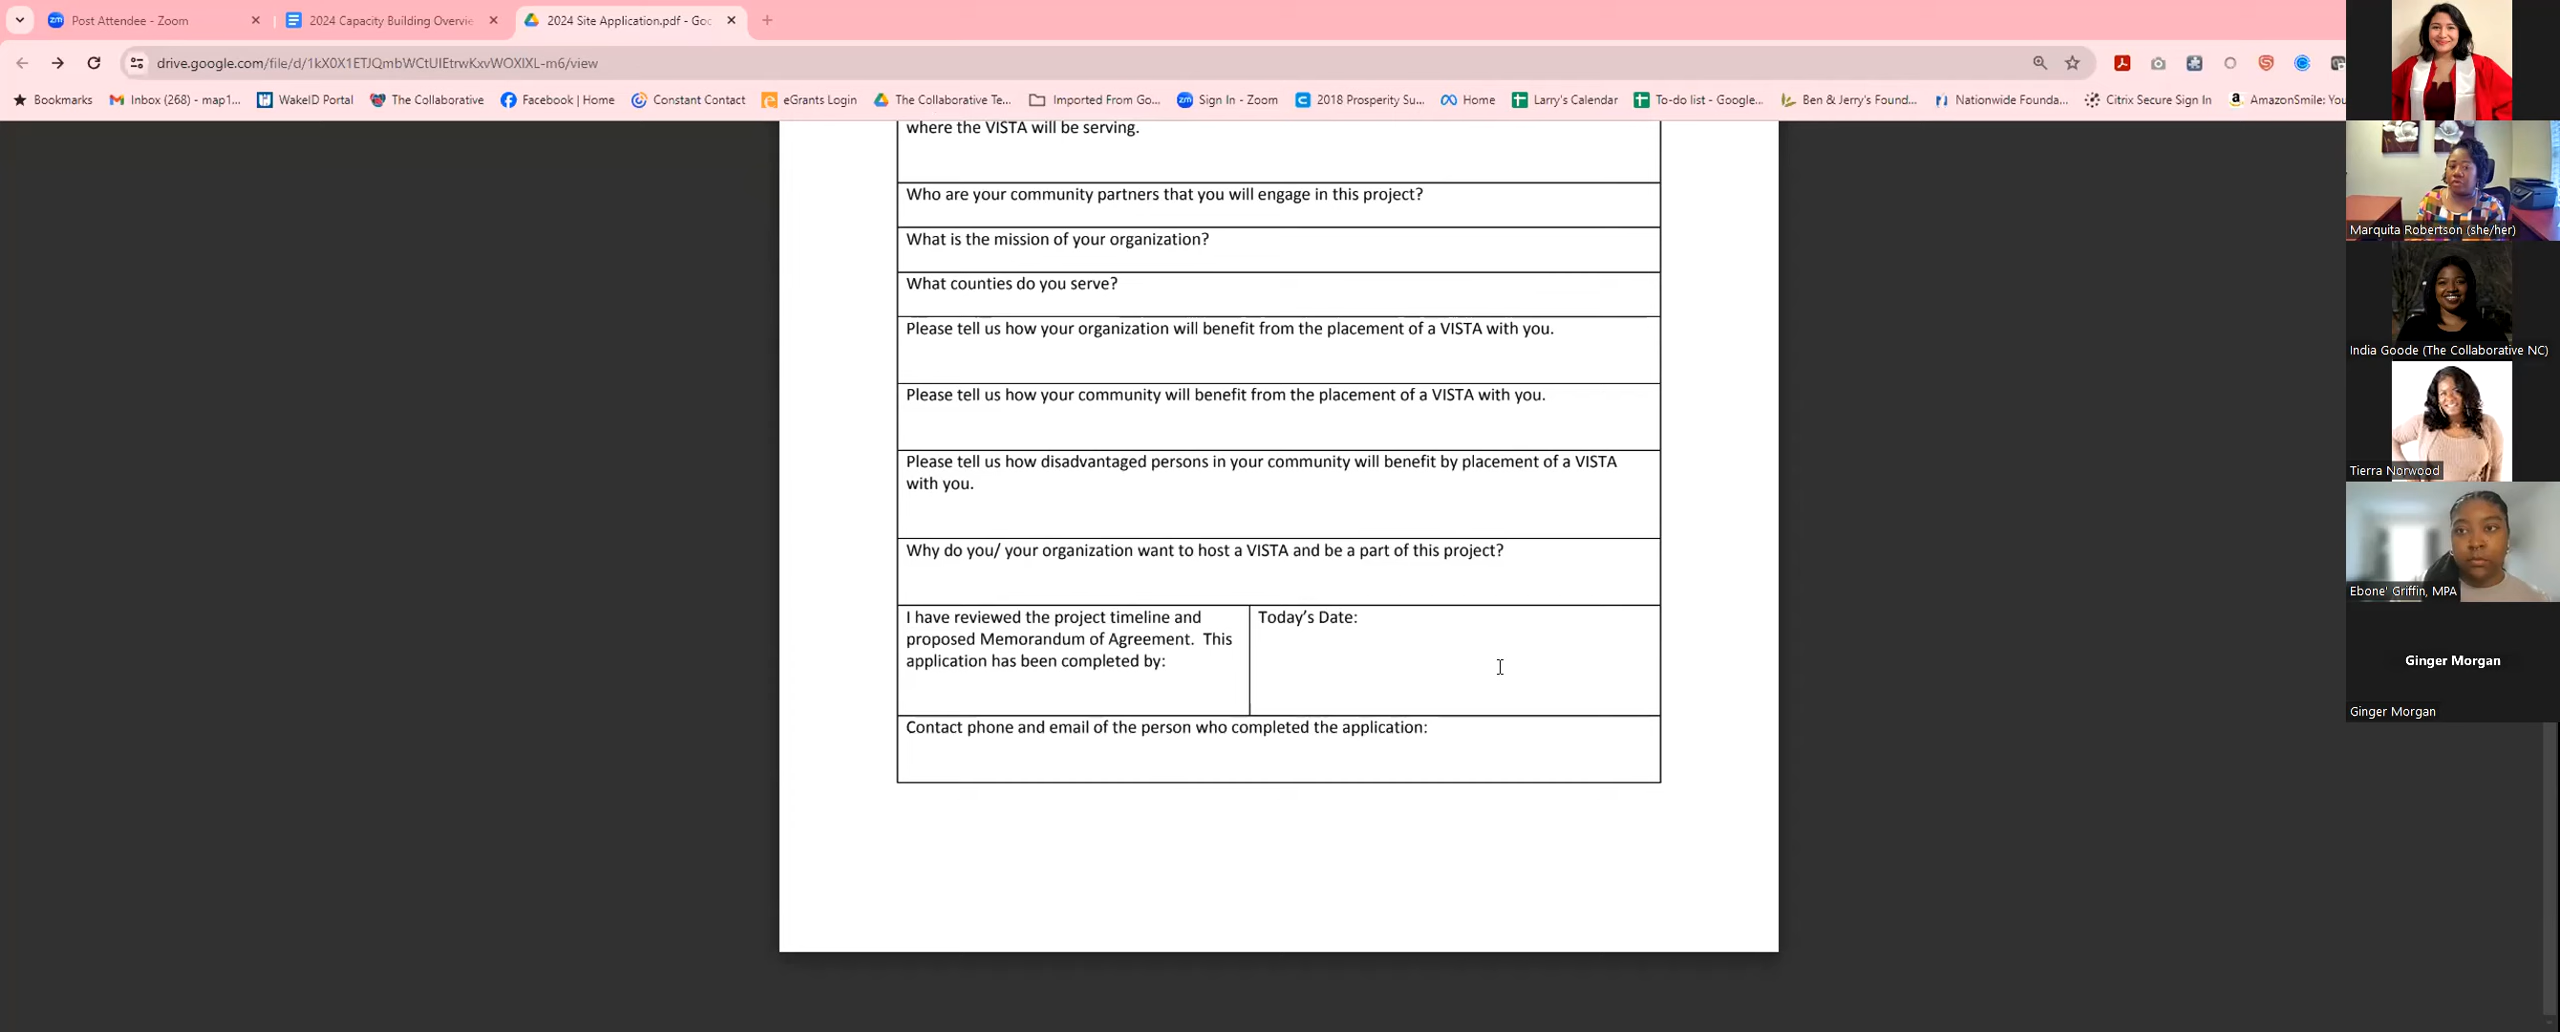 Post Attendee - Zoom
2024 Capacity Building Overvie
2024 Site Application.pdf - Goo
drive.google.com/file/d/1kX0X1ETJQmbWCtUIEtrwKxvWOXlXL-m6/view
Bookmarks
Inbox (268) - map1...
WakeID Portal
The Collaborative
Facebook | Home
Constant Contact
eGrants Login
The Collaborative Te...
Imported From Go...
Sign In - Zoom
2018 Prosperity Su...
Home
Larry's Calendar
To-do list - Google...
Ben & Jerry's Found...
Nationwide Founda...
Citrix Secure Sign In
AmazonSmile: You
where the VISTA will be serving.
Who are your community partners that you will engage in this project?
What is the mission of your organization?
What counties do you serve?
Please tell us how your organization will benefit from the placement of a VISTA with you.
Please tell us how your community will benefit from the placement of a VISTA with you.
Please tell us how disadvantaged persons in your community will benefit by placement of a VISTA
with you.
Why do you/ your organization want to host a VISTA and be a part of this project?
I have reviewed the project timeline and
proposed Memorandum of Agreement.  This
application has been completed by:
Today's Date:
Contact phone and email of the person who completed the application:
Marquita Robertson (she/her)
India Goode (The Collaborative NC)
Tierra Norwood
Ebone' Griffin, MPA
Ginger Morgan
Ginger Morgan